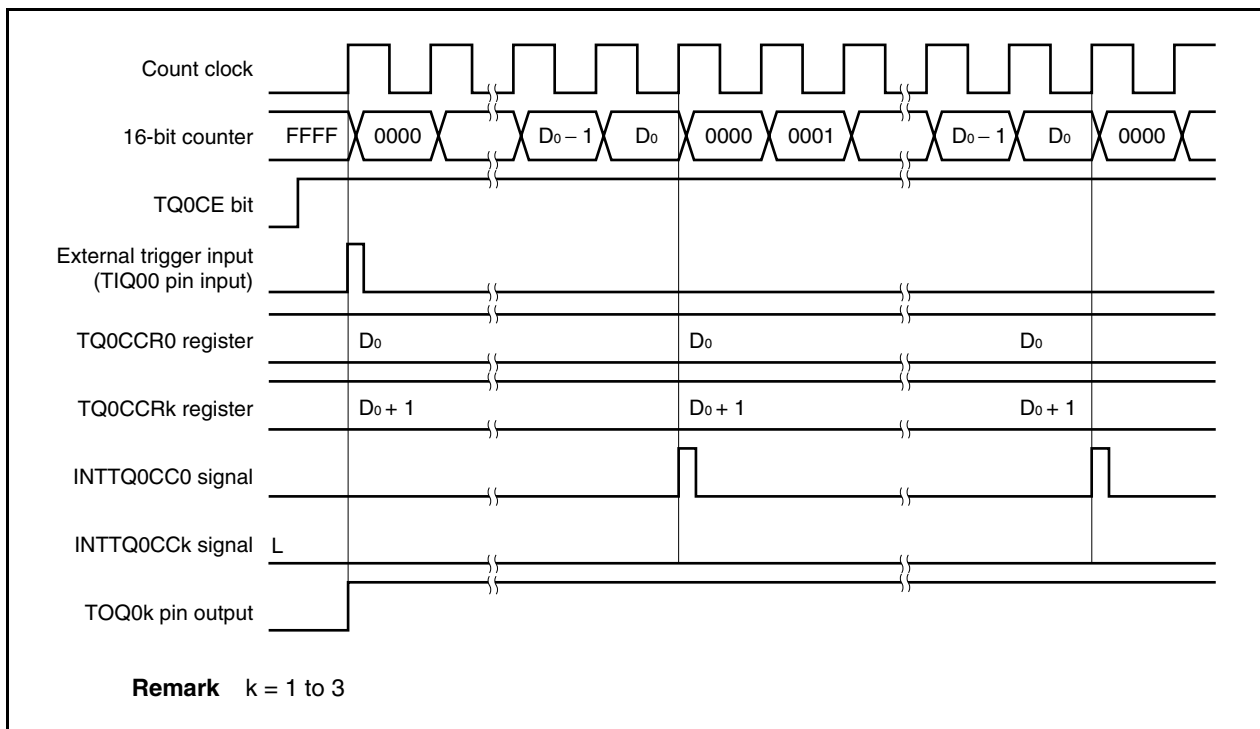 Count clock
16-bit counter FFFF 0000 D₀ − 1 D₀ 0000 0001 D₀ − 1 D₀ 0000
TQ0CE bit
External trigger input
(TIQ00 pin input)
TQ0CCR0 register D₀ D₀ D₀
TQ0CCRk register D₀ + 1 D₀ + 1 D₀ + 1
INTTQ0CC0 signal
INTTQ0CCk signal L
TOQ0k pin output
Remark k = 1 to 3